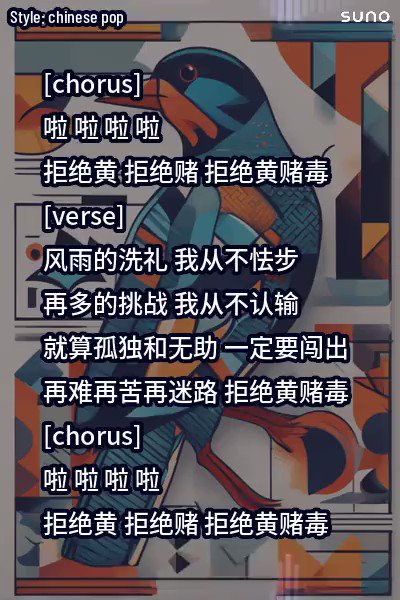 Style: chinese pop
suno
[chorus]
啦 啦 啦 啦
拒绝黄 拒绝赌 拒绝黄赌毒
[verse]
风雨的洗礼 我从不怯步
再多的挑战 我从不认输
就算孤独和无助 一定要闯出
再难再苦再迷路 拒绝黄赌毒
[chorus]
啦 啦 啦 啦
拒绝黄 拒绝赌 拒绝黄赌毒